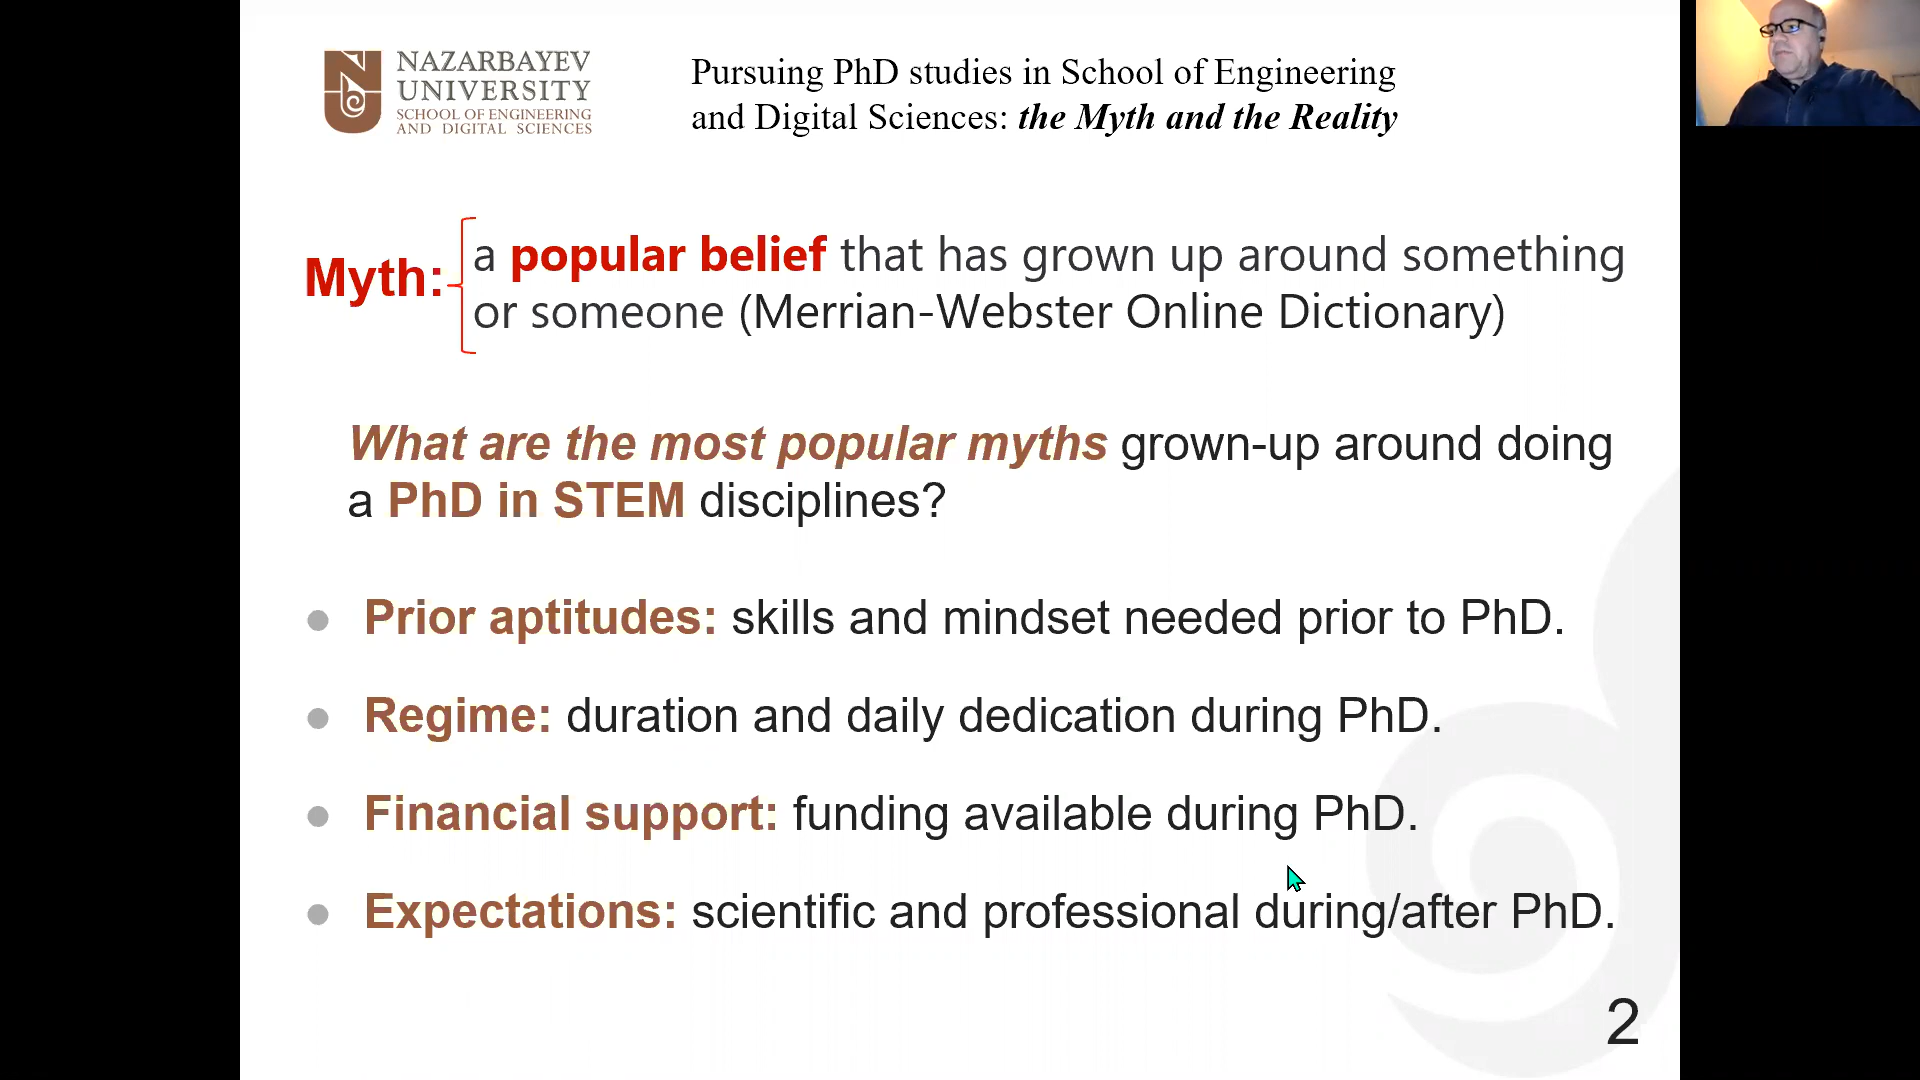 NAZARBAYEV
UNIVERSITY
SCHOOL OF ENGINEERING
AND DIGITAL SCIENCES
Pursuing PhD studies in School of Engineering
and Digital Sciences: the Myth and the Reality
Myth:
a popular belief that has grown up around something
or someone (Merrian-Webster Online Dictionary)
What are the most popular myths grown-up around doing
a PhD in STEM disciplines?
● Prior aptitudes: skills and mindset needed prior to PhD.
● Regime: duration and daily dedication during PhD.
● Financial support: funding available during PhD.
● Expectations: scientific and professional during/after PhD.
2